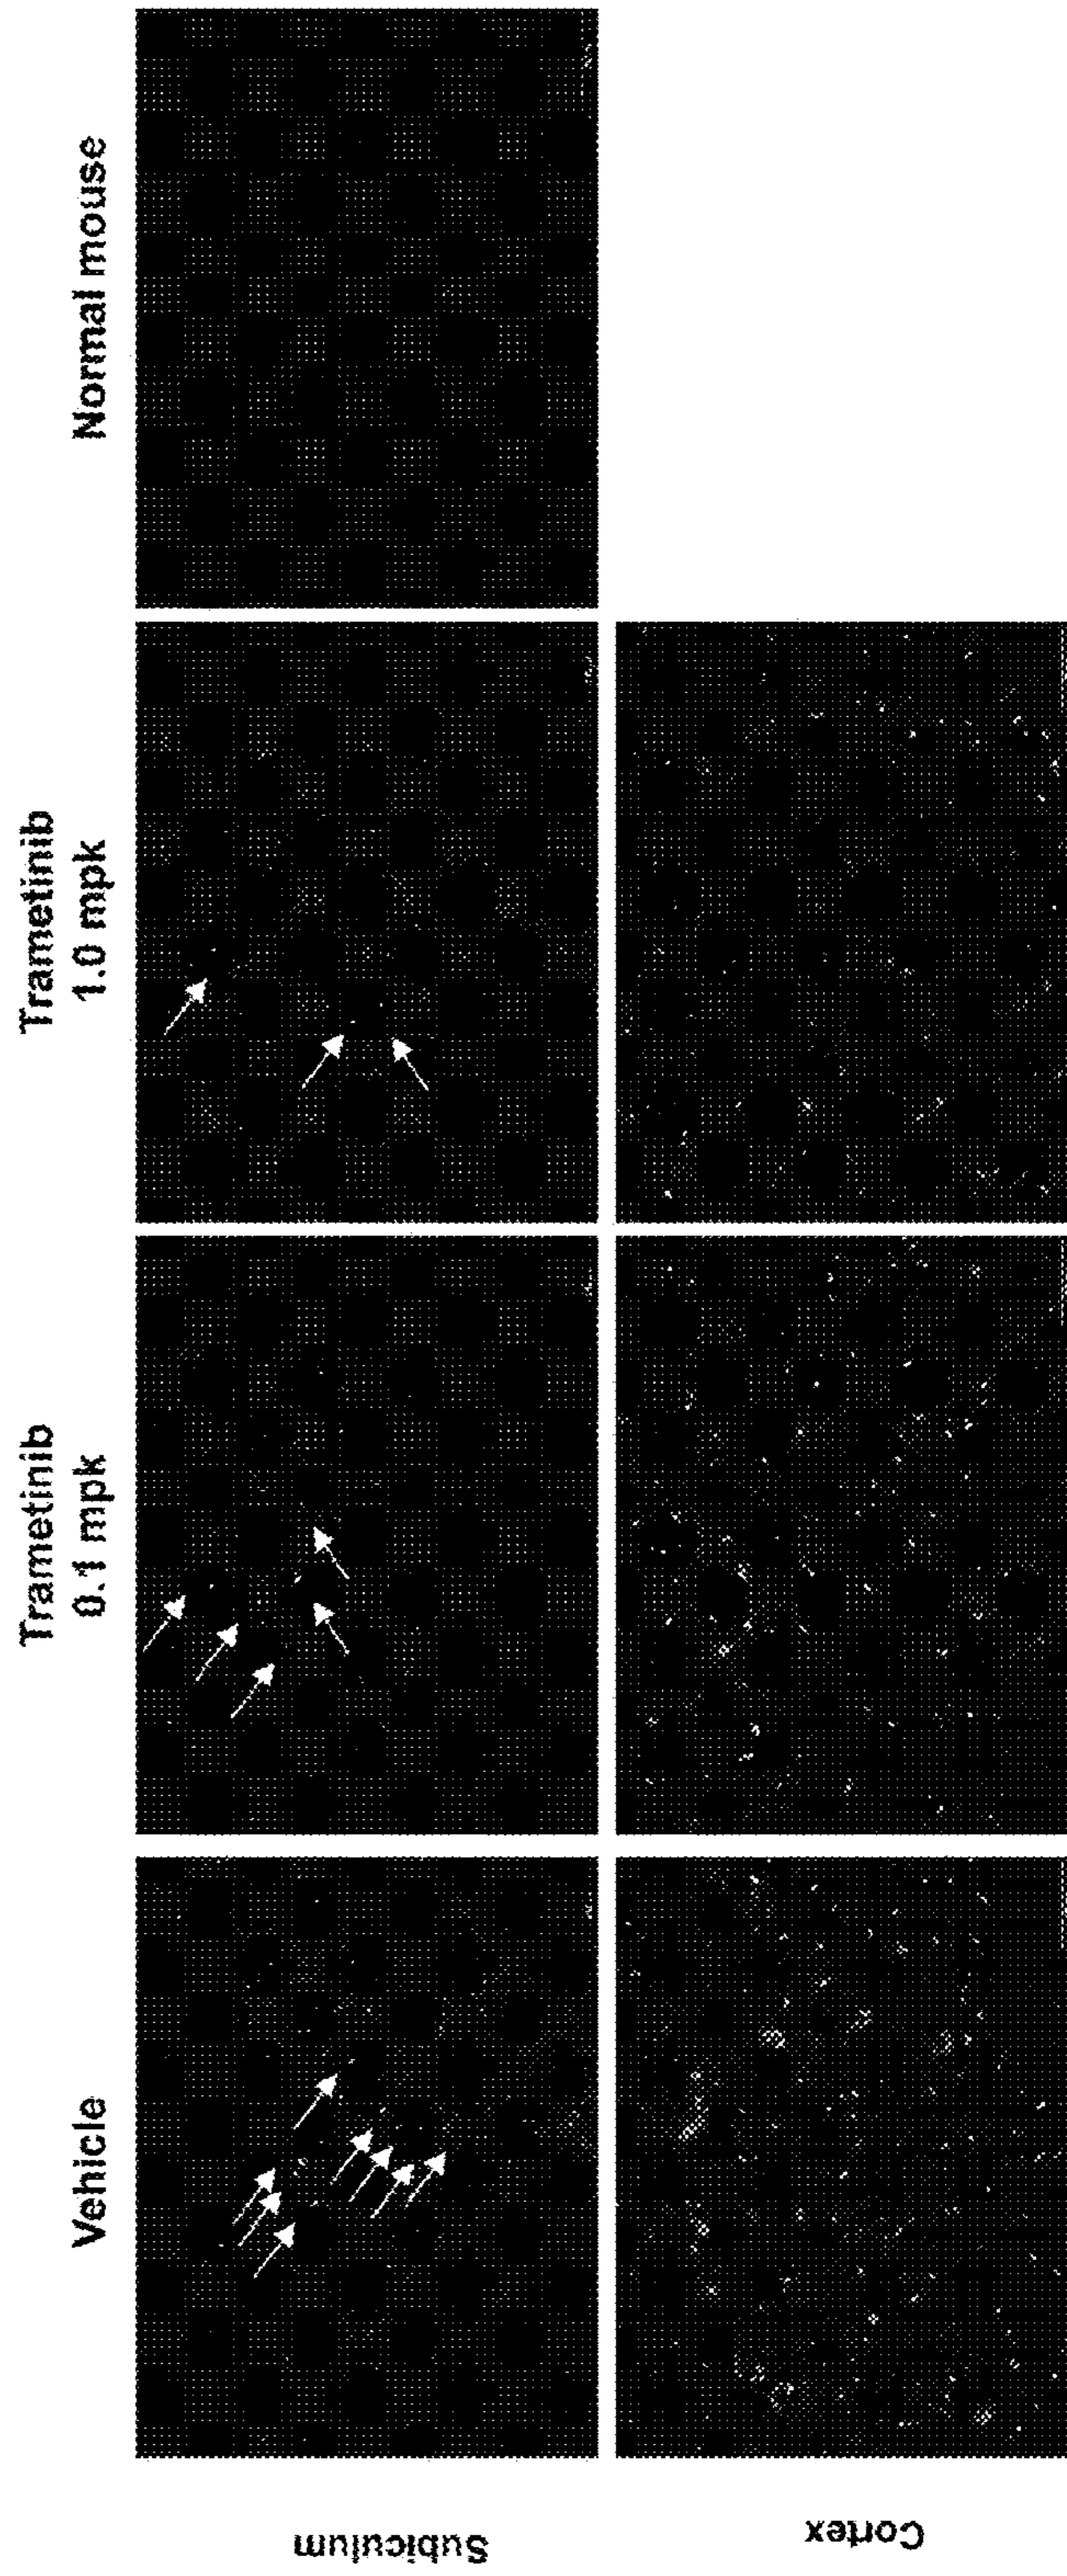 Vehicle
Trametinib
0.1 mpk
Trametinib
1.0 mpk
Normal mouse
Subiculum
Cortex